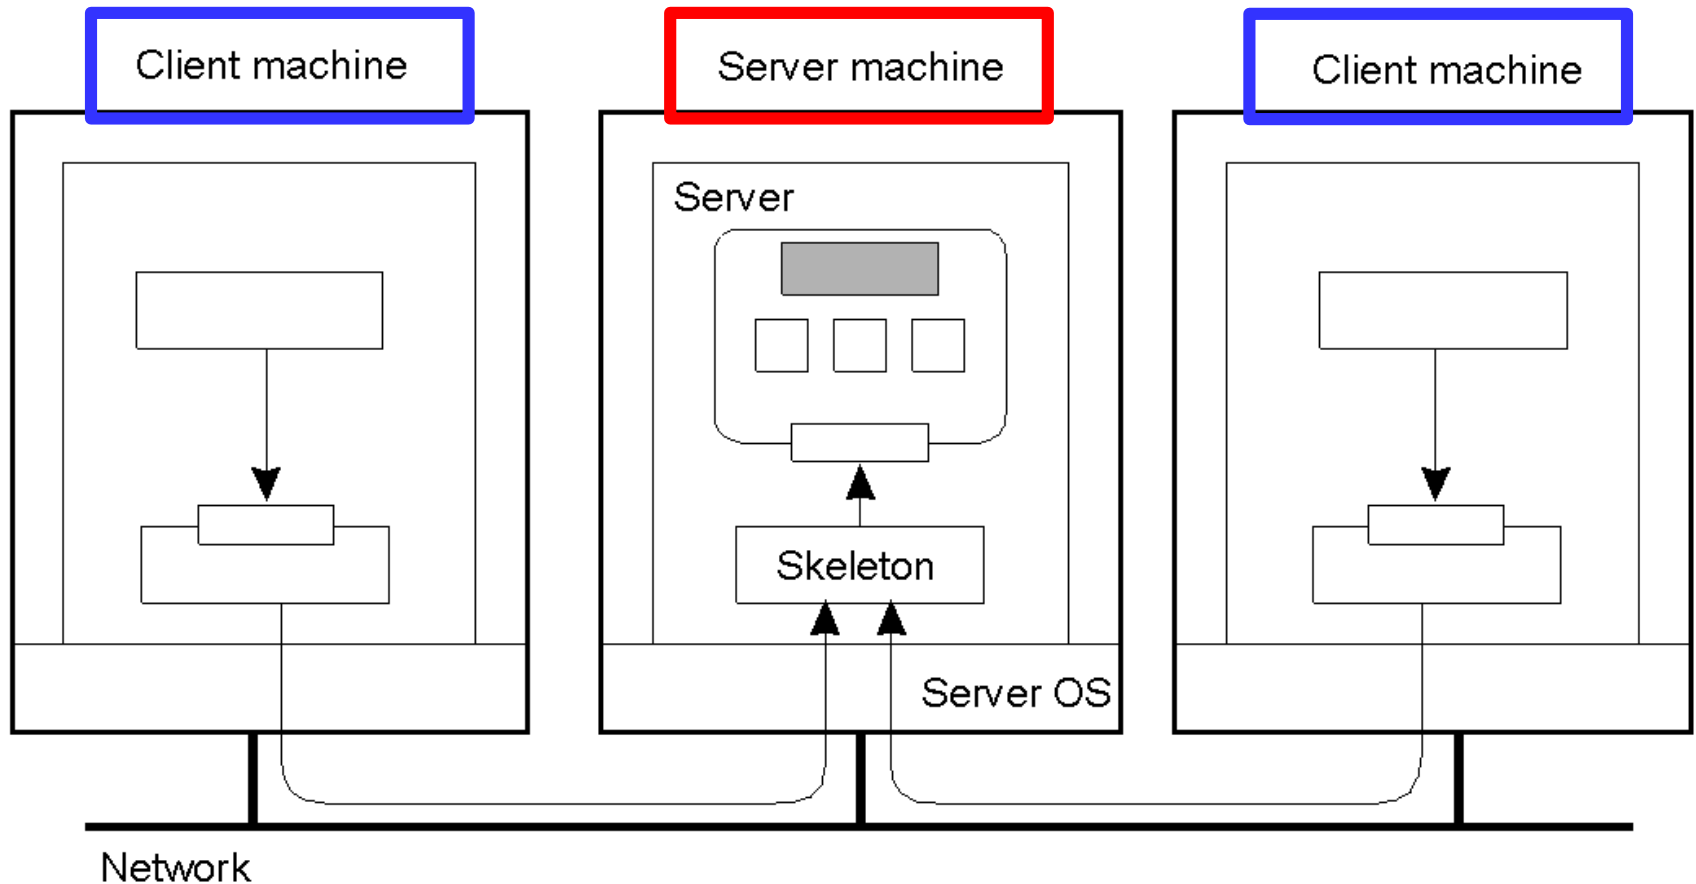 Client machine
Server machine
Client machine
Server
Skeleton
Server OS
Network